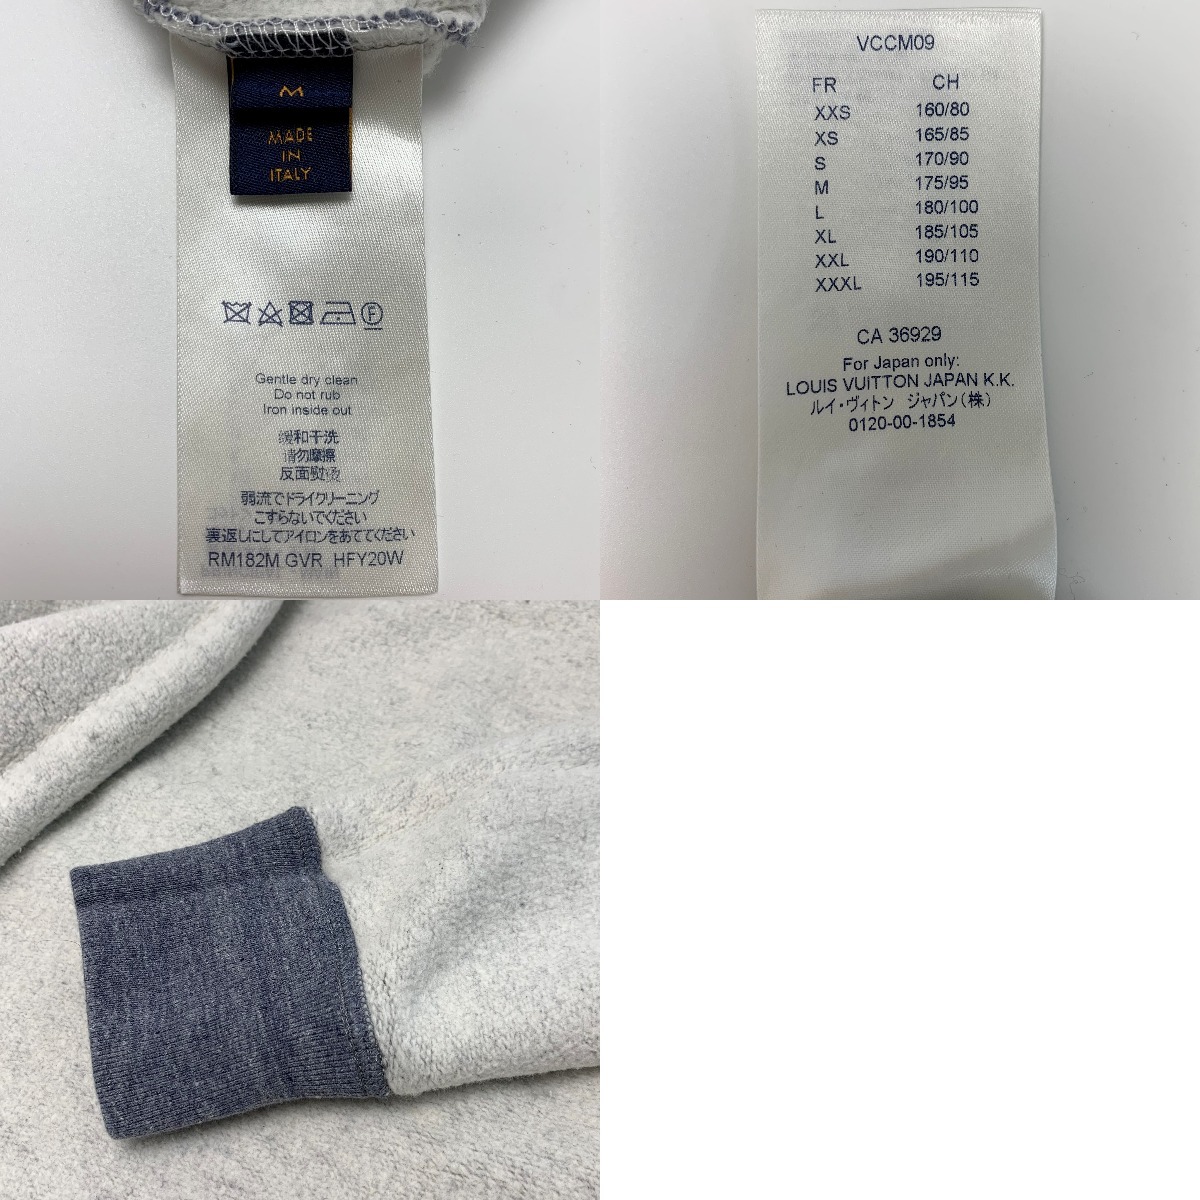 M
MADE
IN
ITALY
F
Gentle dry clean
Do not rub
Iron inside out
缓和干洗
请勿摩擦
反面熨烫
弱流でドライクリーニング
こすらないでください
裏返しにしてアイロンをあててください
RM182M GVR HFY20W
VCCM09
FR CH
XXS 160/80
XS 165/85
S 170/90
M 175/95
L 180/100
XL 185/105
XXL 190/110
XXXL 195/115
CA 36929
For Japan only:
LOUIS VUITTON JAPAN K.K.
ルイ・ヴィトン ジャパン(株)
0120-00-1854